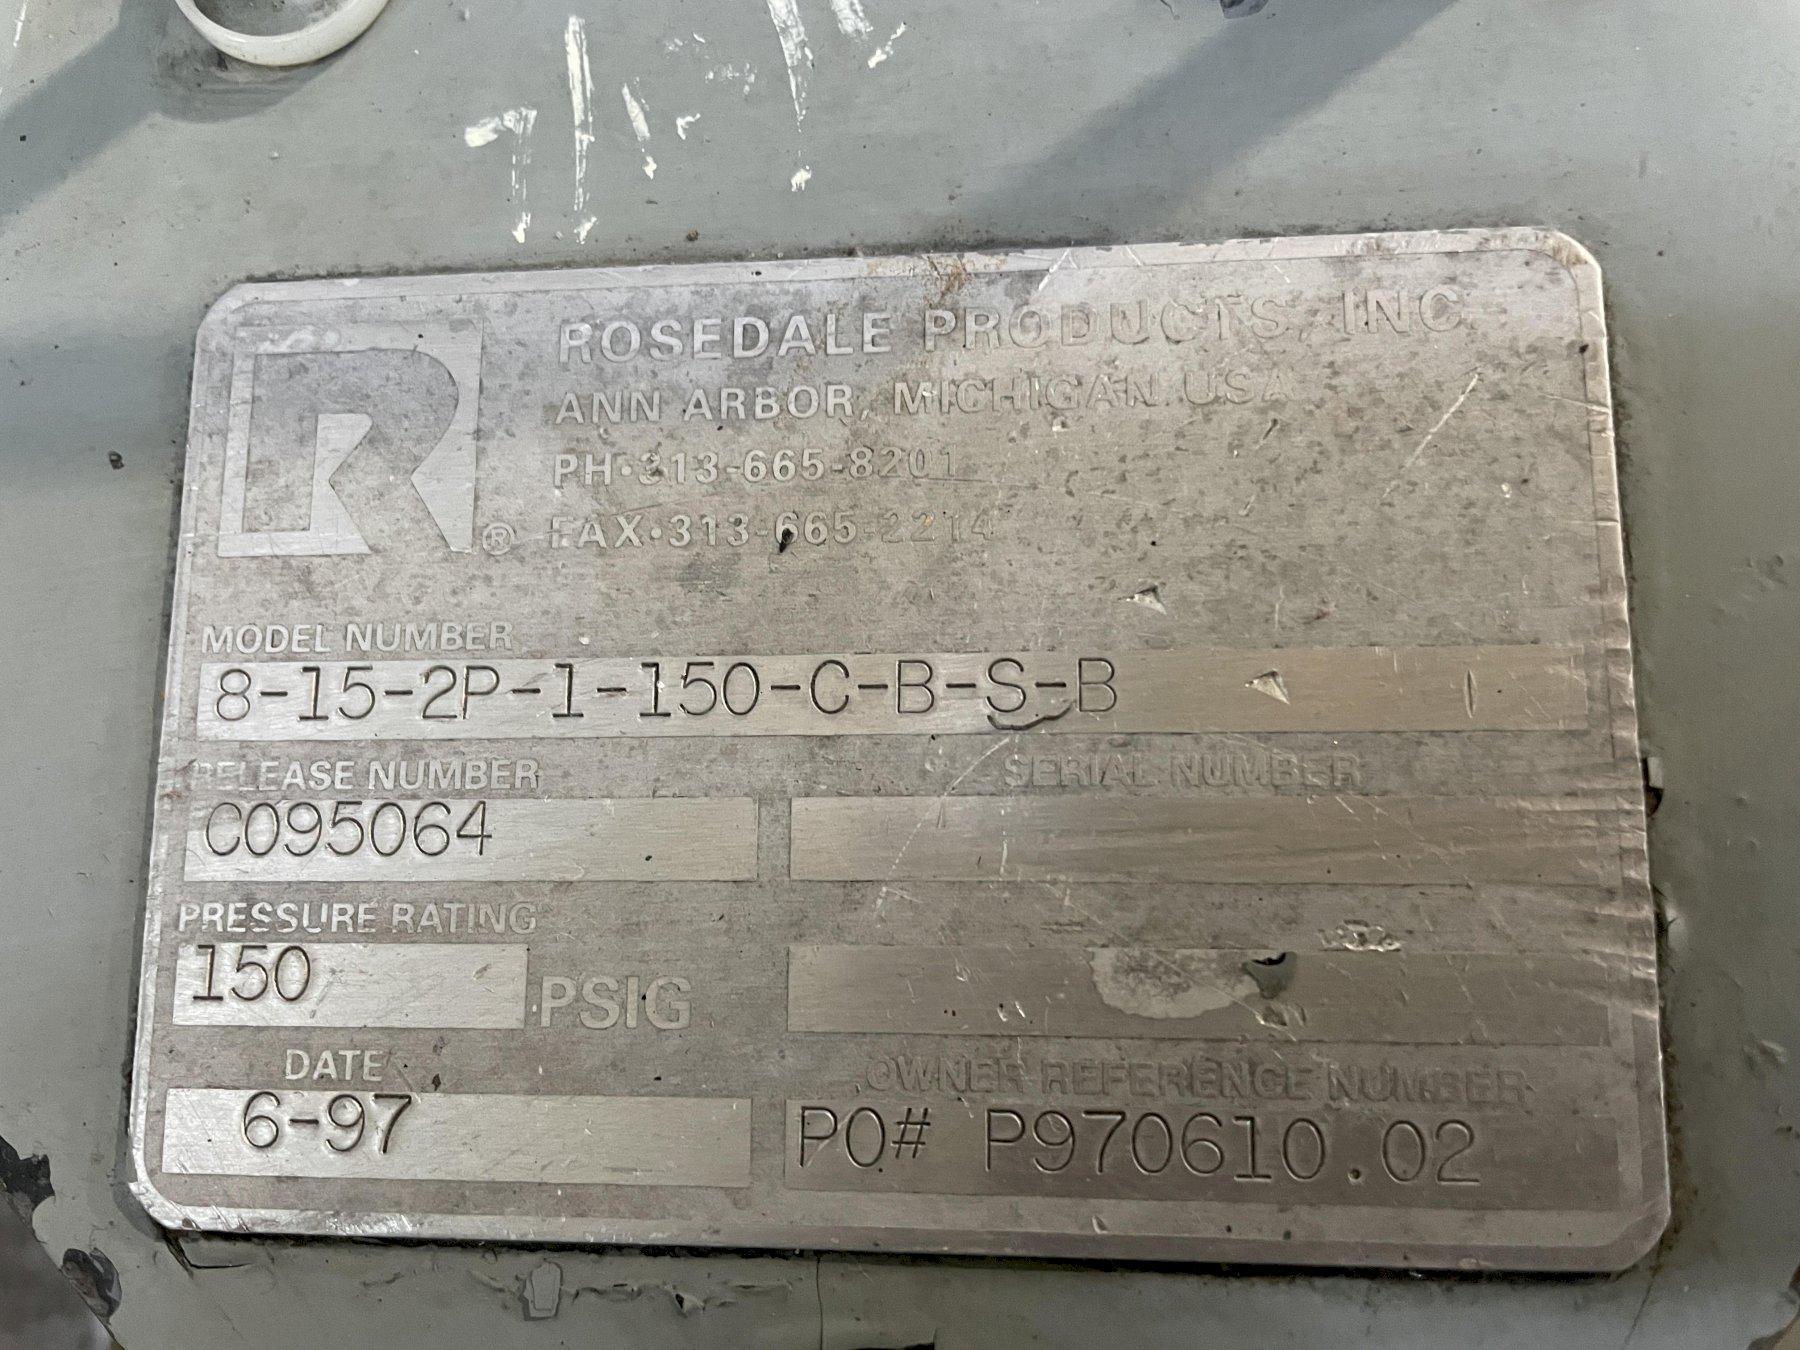 ROSEDALE PRODUCTS, INC
ANN ARBOR, MICHIGAN USA
PH·313-665-8201
R® FAX·313-665-2214
MODEL NUMBER
8-15-2P-1-150-C-B-S-B
RELEASE NUMBER SERIAL NUMBER
C095064
PRESSURE RATING
150 PSIG
DATE OWNER REFERENCE NUMBER
6-97 PO# P970610.02